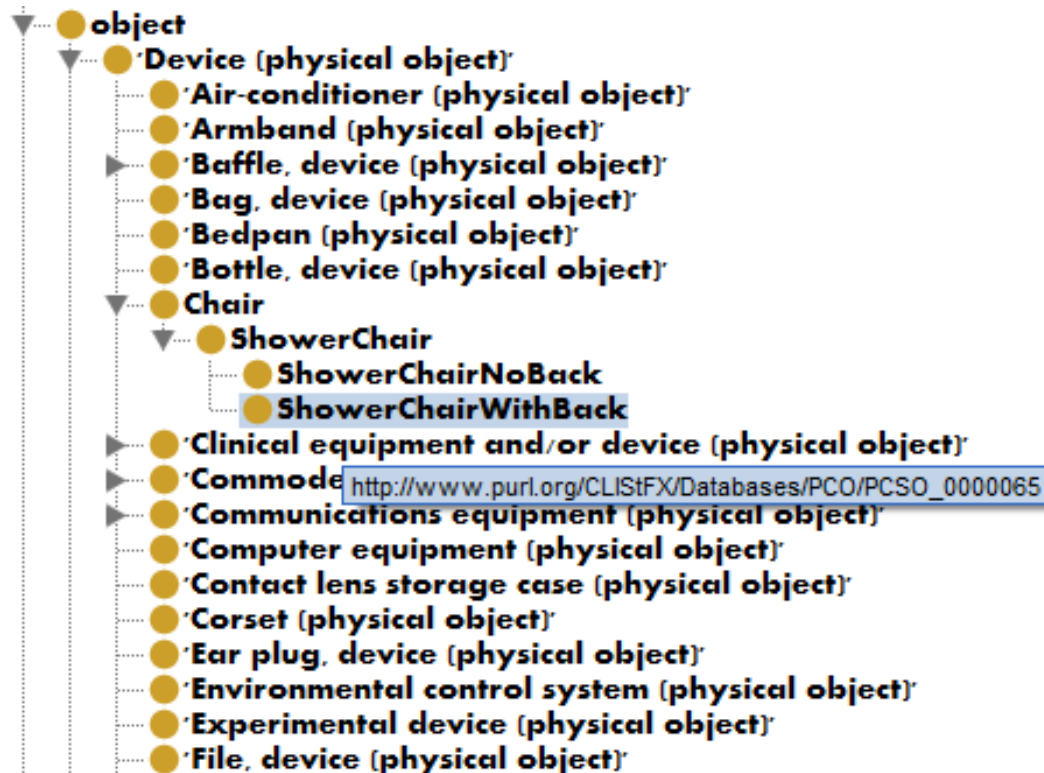 object
'Device (physical object)'
'Air-conditioner (physical object)'
'Armband (physical object)'
'Baffle, device (physical object)'
'Bag, device (physical object)'
'Bedpan (physical object)'
'Bottle, device (physical object)'
Chair
ShowerChair
ShowerChairNoBack
ShowerChairWithBack
'Clinical equipment and/or device (physical object)'
'Commode
http://www.purl.org/CLIStFX/Databases/PCO/PCSO_0000065
'Communications equipment (physical object)'
'Computer equipment (physical object)'
'Contact lens storage case (physical object)'
'Corset (physical object)'
'Ear plug, device (physical object)'
'Environmental control system (physical object)'
'Experimental device (physical object)'
'File, device (physical object)'